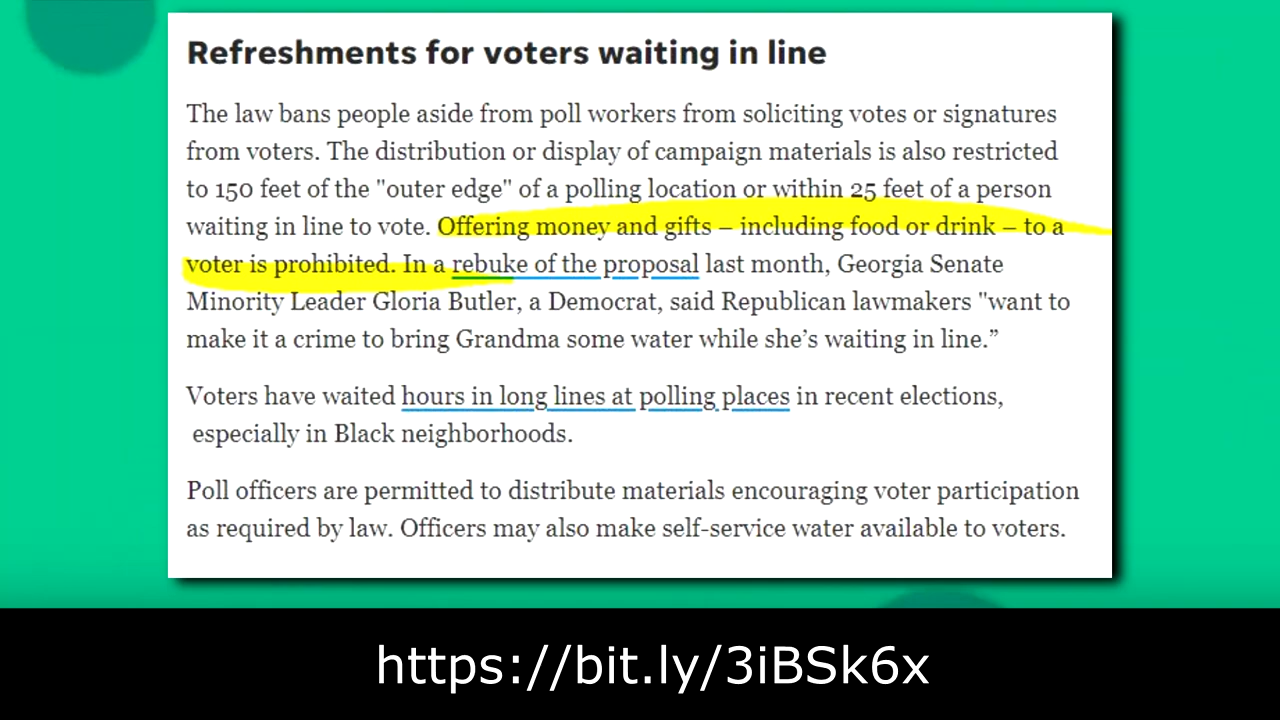 Refreshments for voters waiting in line
The law bans people aside from poll workers from soliciting votes or signatures
from voters. The distribution or display of campaign materials is also restricted
to 150 feet of the "outer edge" of a polling location or within 25 feet of a person
waiting in line to vote. Offering money and gifts – including food or drink – to a
voter is prohibited. In a rebuke of the proposal last month, Georgia Senate
Minority Leader Gloria Butler, a Democrat, said Republican lawmakers "want to
make it a crime to bring Grandma some water while she’s waiting in line.”
Voters have waited hours in long lines at polling places in recent elections,
especially in Black neighborhoods.
Poll officers are permitted to distribute materials encouraging voter participation
as required by law. Officers may also make self-service water available to voters.
https://bit.ly/3iBSk6x